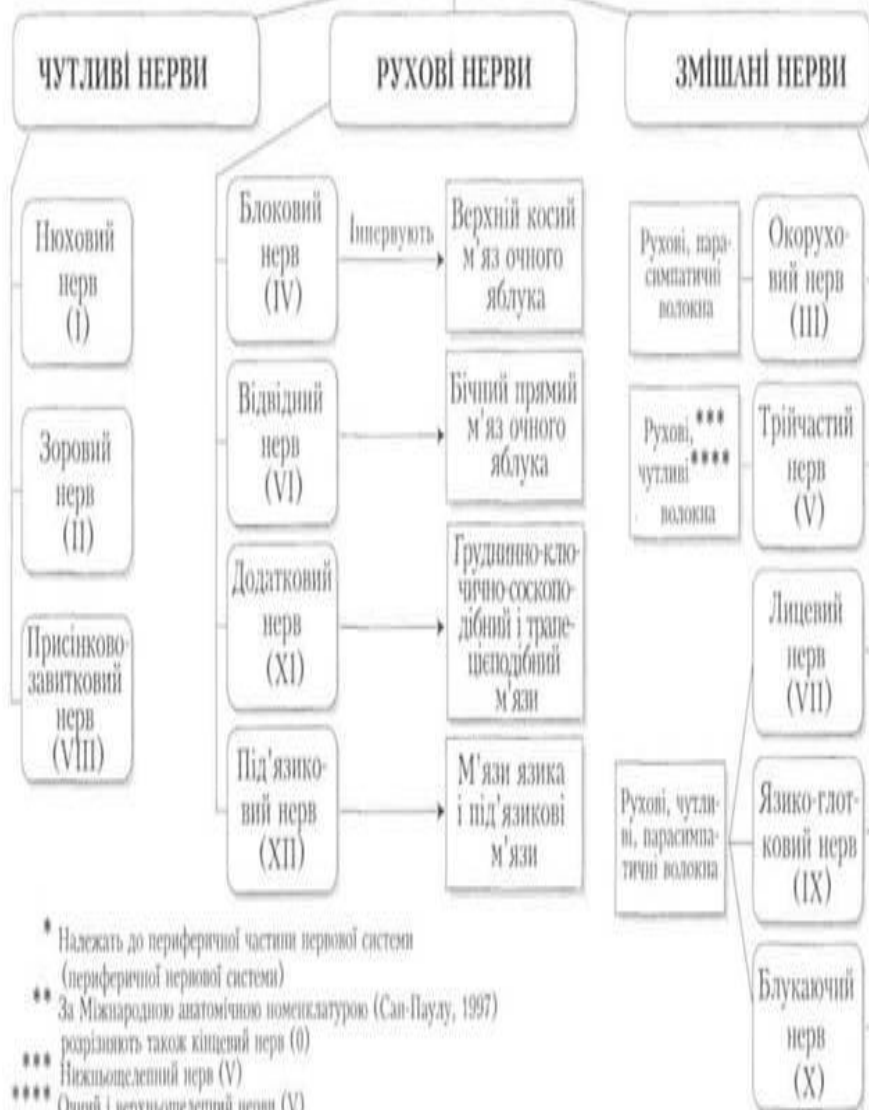 ЧУТЛИВІ НЕРВИ
РУХОВІ НЕРВИ
ЗМІШАНІ НЕРВИ
Нюховий
нерв
(I)
Зоровий
нерв
(II)
Присінково-
завитковий
нерв
(VIII)
Блоковий
нерв
(IV)
Іннервують
Верхній косий
м'яз очного
яблука
Відвідний
нерв
(VI)
Бічний прямий
м'яз очного
яблука
Додатковий
нерв
(XI)
Груднинно-клю-
чично-соскопо-
дібний і трапе-
цієподібний
м'язи
Під'язико-
вий нерв
(XII)
М'язи язика
і під'язикові
м'язи
Рухові, пара-
симпатичні
волокна
Окорухо-
вий нерв
(III)
Рухові, ***
чутливі ****
волокна
Трійчастий
нерв
(V)
Лицевий
нерв
(VII)
Рухові, чутли-
ві, парасимпа-
тичні волокна
Язико-глот-
ковий нерв
(IX)
Блукаючий
нерв
(X)
* Належать до периферичної частини нервової системи
(периферичної нервової системи)
** За Міжнародною анатомічною номенклатурою (Сан-Паулу, 1997)
розрізняють також кінцевий нерв (0)
*** Нижньощелепний нерв (V)
**** Очний і верхньощелепний нерви (V)